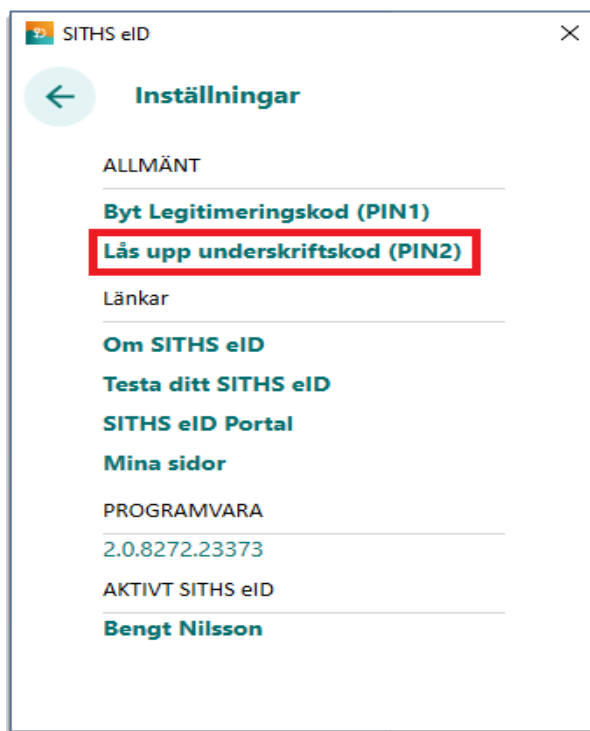 SITHS eID
Inställningar
ALLMÄNT
Byt Legitimeringskod (PIN1)
Lås upp underskriftskod (PIN2)
Länkar
Om SITHS eID
Testa ditt SITHS eID
SITHS eID Portal
Mina sidor
PROGRAMVARA
2.0.8272.23373
AKTIVT SITHS eID
Bengt Nilsson